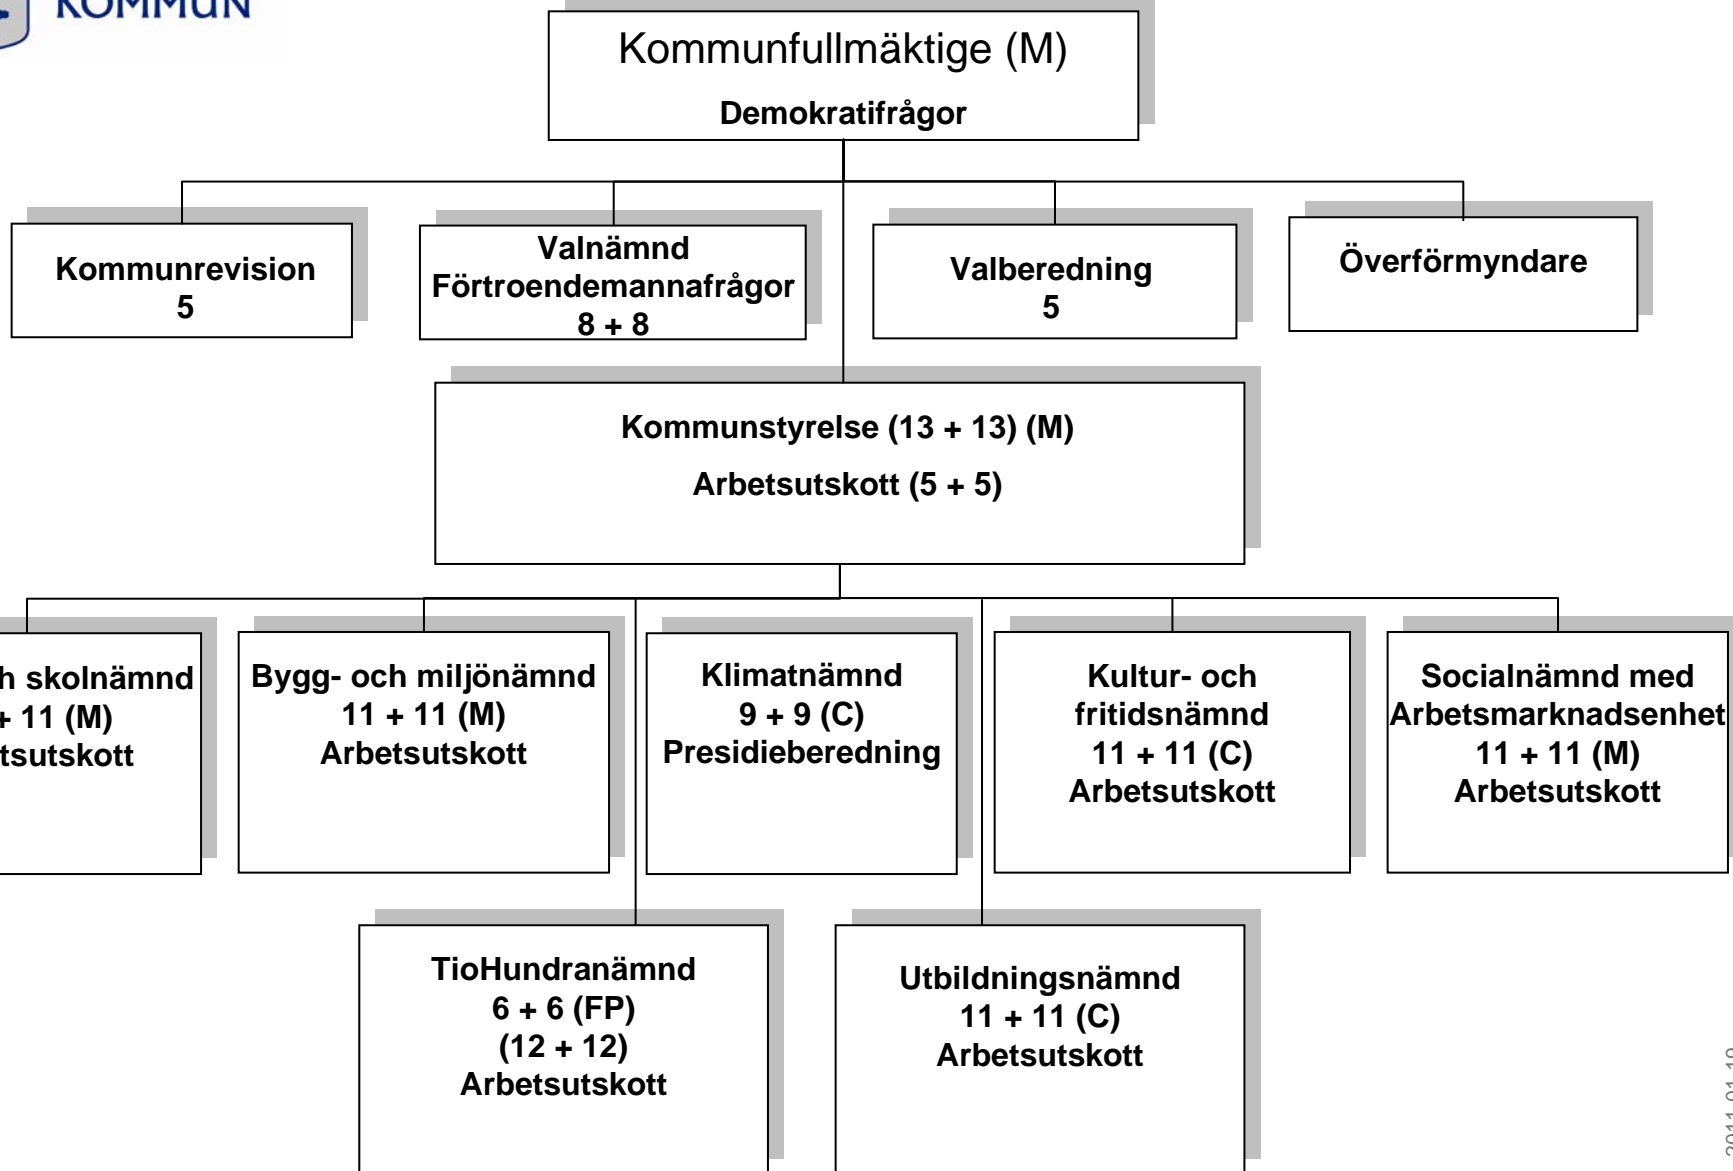 KOMMUN
Kommunfullmäktige (M)
Demokratifrågor
Kommunrevision
5
Valnämnd
Förtroendemannafrågor
8 + 8
Valberedning
5
Överförmyndare
Kommunstyrelse (13 + 13) (M)
Arbetsutskott (5 + 5)
skolnämnd
+ 11 (M)
Bygg- och miljönämnd
11 + 11 (M)
Arbetsutskott
Klimatnämnd
9 + 9 (C)
Presidieberedning
Kultur- och
fritidsnämnd
11 + 11 (C)
Arbetsutskott
Socialnämnd med
Arbetsmarknadsenhet
11 + 11 (M)
Arbetsutskott
TioHundranämnd
6 + 6 (FP)
(12 + 12)
Arbetsutskott
Utbildningsnämnd
11 + 11 (C)
Arbetsutskott